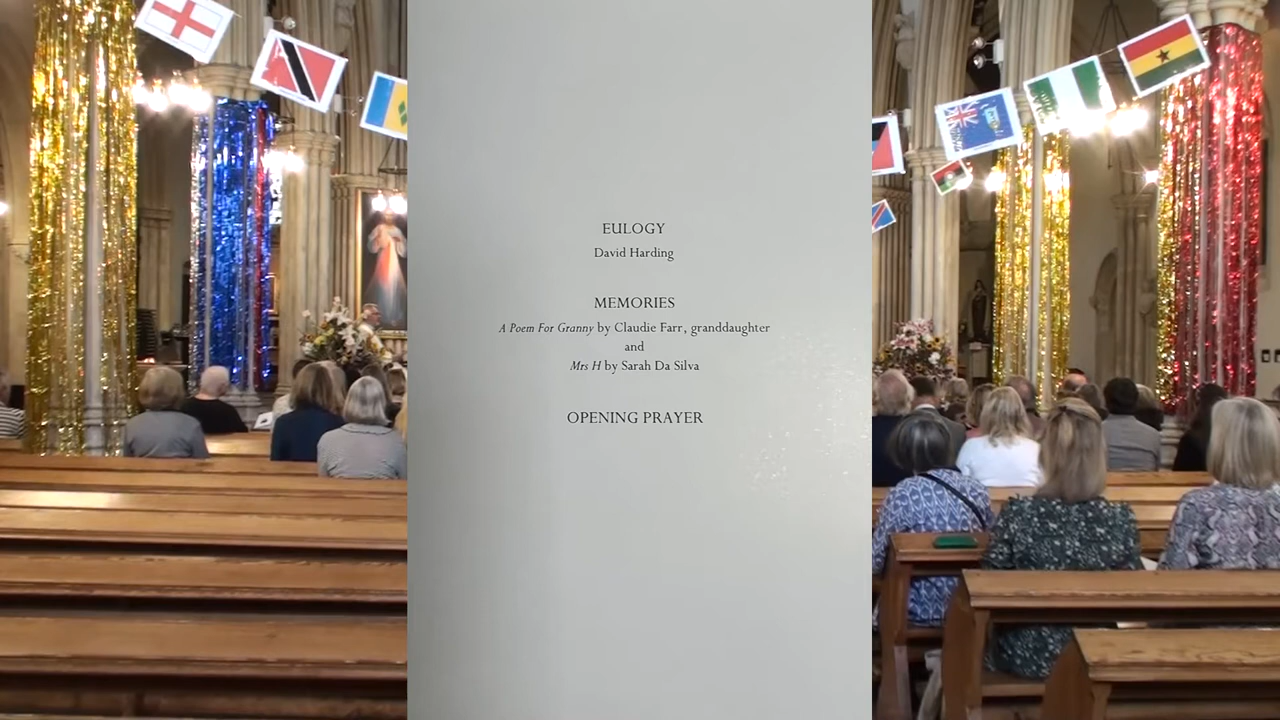 EULOGY
David Harding
MEMORIES
A Poem For Granny by Claudie Farr, granddaughter
and
Mrs H by Sarah Da Silva
OPENING PRAYER